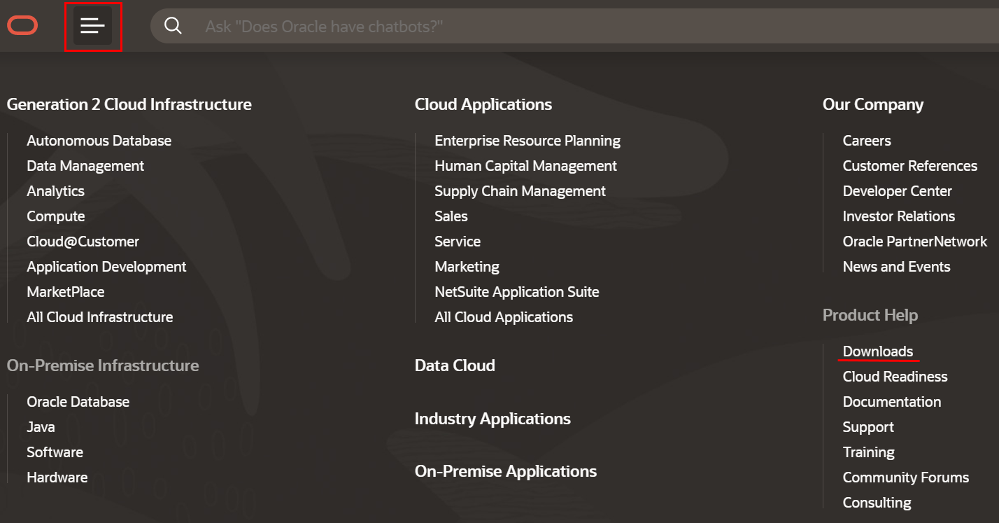 Ask "Does Oracle have chatbots?"
Generation 2 Cloud Infrastructure
Autonomous Database
Data Management
Analytics
Compute
Cloud@Customer
Application Development
MarketPlace
All Cloud Infrastructure
On-Premise Infrastructure
Oracle Database
Java
Software
Hardware
Cloud Applications
Enterprise Resource Planning
Human Capital Management
Supply Chain Management
Sales
Service
Marketing
NetSuite Application Suite
All Cloud Applications
Data Cloud
Industry Applications
On-Premise Applications
Our Company
Careers
Customer References
Developer Center
Investor Relations
Oracle PartnerNetwork
News and Events
Product Help
Downloads
Cloud Readiness
Documentation
Support
Training
Community Forums
Consulting